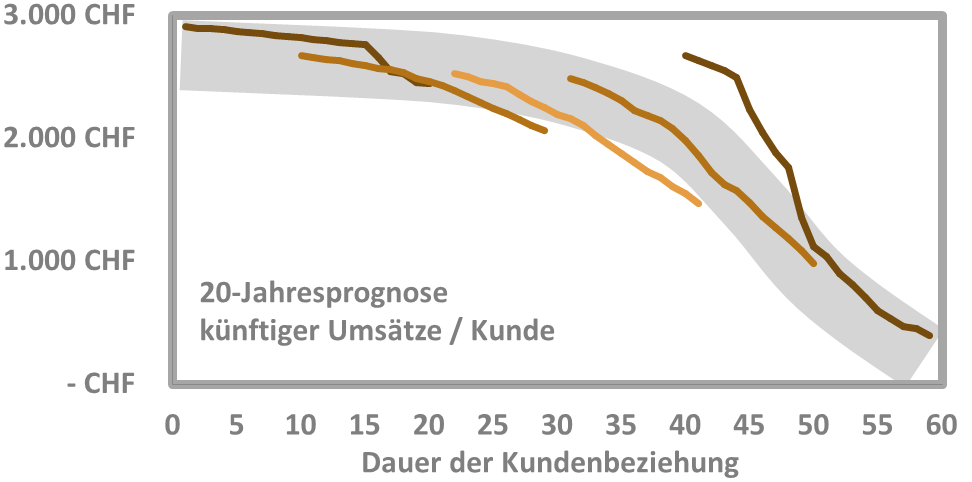 3.000 CHF
2.000 CHF
1.000 CHF
- CHF
20-Jahresprognose
künftiger Umsätze / Kunde
0 5 10 15 20 25 30 35 40 45 50 55 60
Dauer der Kundenbeziehung